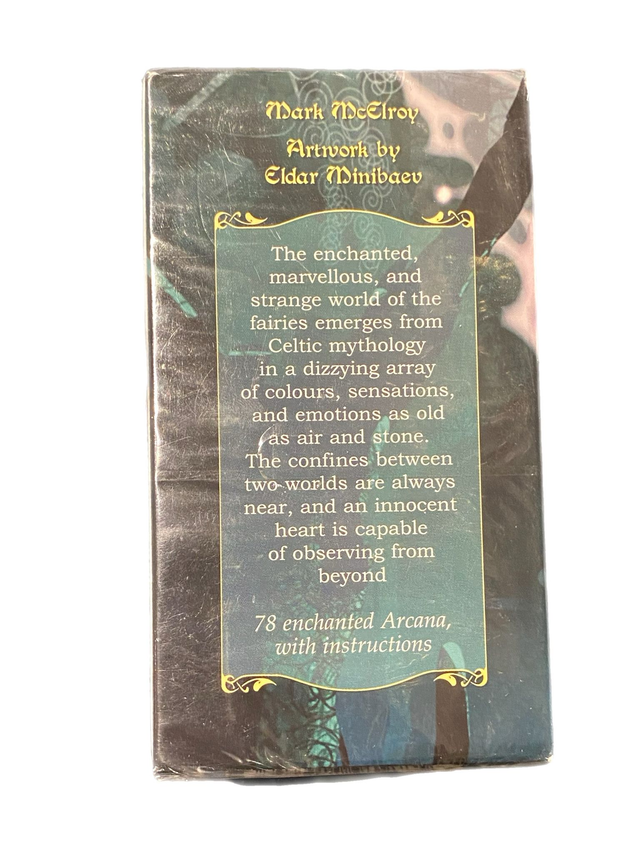 Mark McElroy
Artwork by
Eldar Minibaev
The enchanted,
marvellous, and
strange world of the
fairies emerges from
Celtic mythology
in a dizzying array
of colours, sensations,
and emotions as old
as air and stone.
The confines between
two worlds are always
near, and an innocent
heart is capable
of observing from
beyond
78 enchanted Arcana,
with instructions